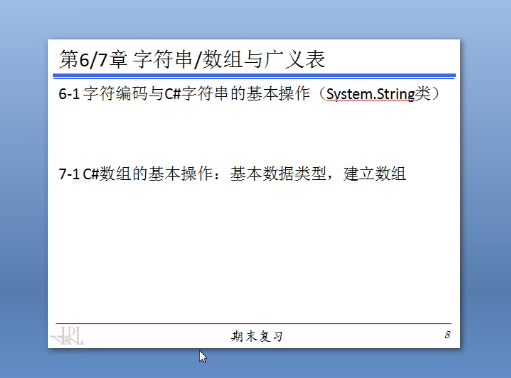 第6/7章 字符串/数组与广义表
6-1 字符编码与C#字符串的基本操作（System.String类）
7-1 C#数组的基本操作：基本数据类型，建立数组
期末复习
8